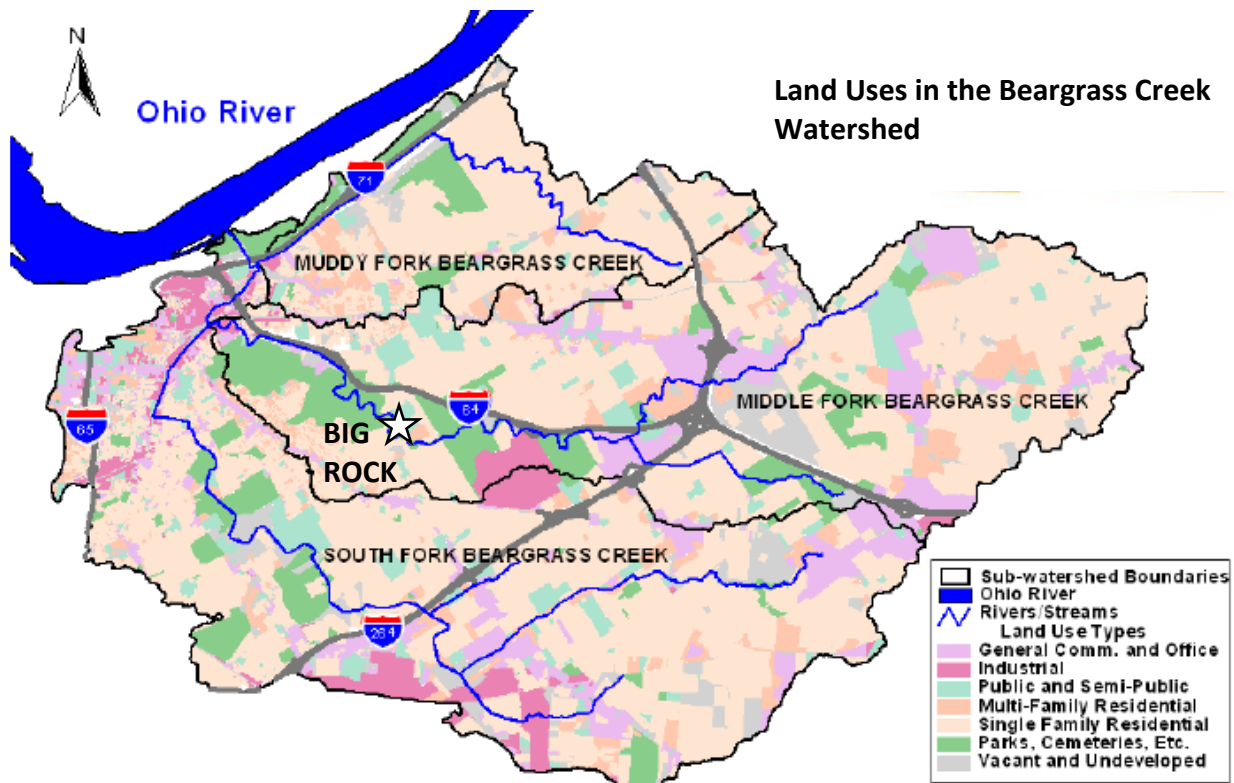 N
Ohio River
Land Uses in the Beargrass Creek
Watershed
71
MUDDY FORK BEARGRASS CREEK
64
MIDDLE FORK BEARGRASS CREEK
65
BIG
ROCK
SOUTH FORK BEARGRASS CREEK
264
Sub-watershed Boundaries
Ohio River
Rivers/Streams
Land Use Types
General Comm. and Office
Industrial
Public and Semi-Public
Multi-Family Residential
Single Family Residential
Parks, Cemeteries, Etc.
Vacant and Undeveloped